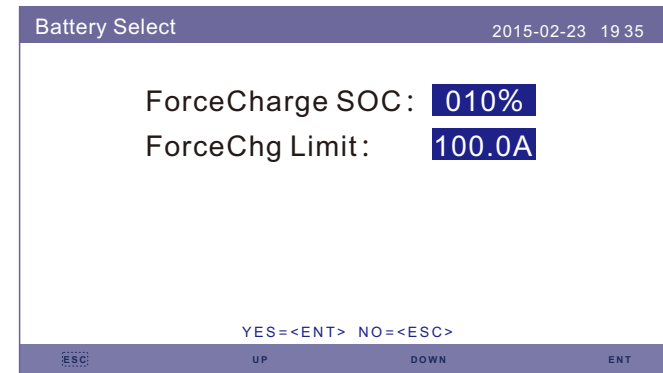 Battery Select 2015-02-23 19 35
ForceCharge SOC: 010%
ForceChg Limit: 100.0A
YES=<ENT> NO=<ESC>
ESC UP DOWN ENT